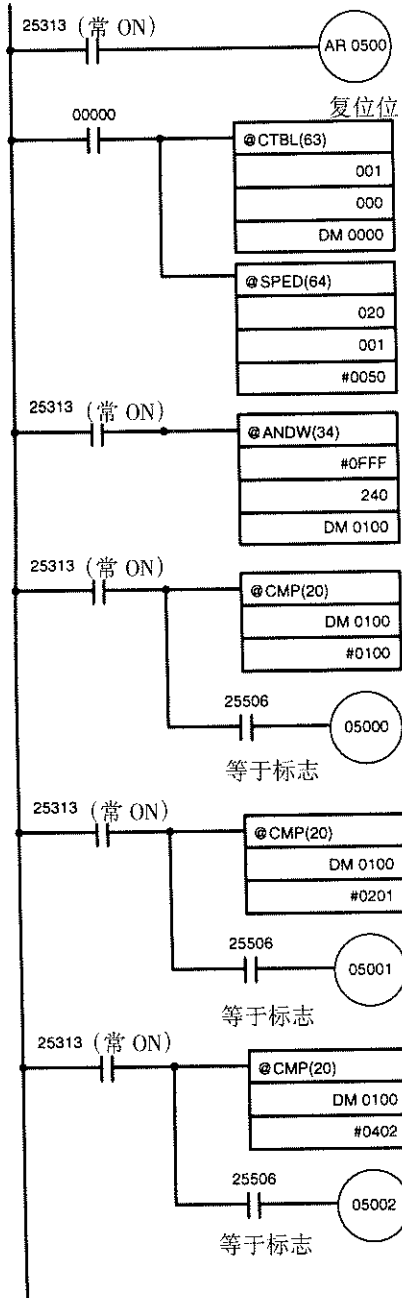 25313 (常 ON)
AR 0500
复位位
00000
@CTBL(63)
001
000
DM 0000
@SPED(64)
020
001
#0050
25313 (常 ON)
@ANDW(34)
#0FFF
240
DM 0100
25313 (常 ON)
@CMP(20)
DM 0100
#0100
25506
05000
等于标志
25313 (常 ON)
@CMP(20)
DM 0100
#0201
25506
05001
等于标志
25313 (常 ON)
@CMP(20)
DM 0100
#0402
25506
05002
等于标志